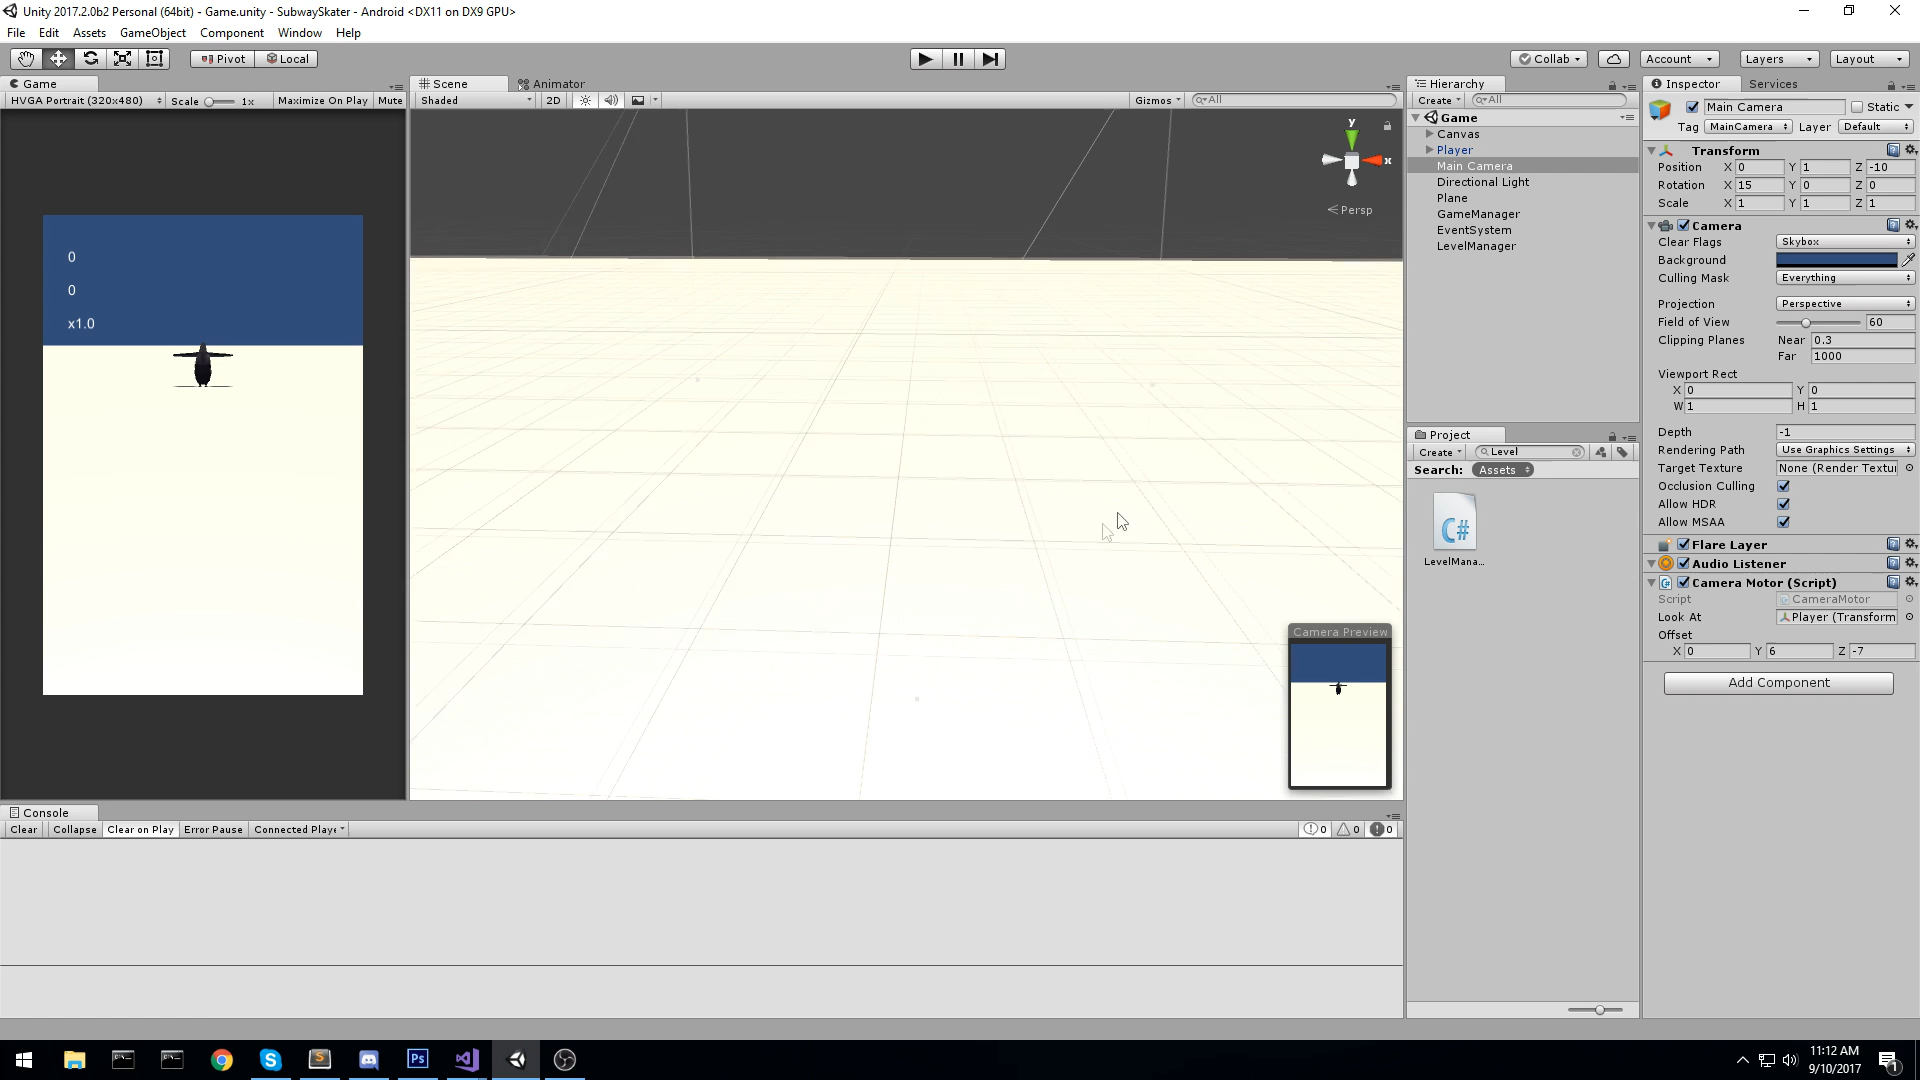 Unity 2017.2.0b2 Personal (64bit) - Game.unity - SubwaySkater - Android <DX11 on DX9 GPU>
File Edit Assets GameObject Component Window Help
Pivot Local Collab Account Layers Layout
Game
HVGA Portrait (320x480) Scale 1x Maximize On Play Mute
0
0
x1.0
Scene Animator
Shaded 2D Gizmos All
y
x
Persp
Camera Preview
Hierarchy
Create All
Game
Canvas
Player
Main Camera
Directional Light
Plane
GameManager
EventSystem
LevelManager
Project
Create Level
Search: Assets
C#
LevelMana...
Inspector Services
Main Camera Static
Tag MainCamera Layer Default
Transform
Position X 0 Y 1 Z -10
Rotation X 15 Y 0 Z 0
Scale X 1 Y 1 Z 1
Camera
Clear Flags Skybox
Background
Culling Mask Everything
Projection Perspective
Field of View 60
Clipping Planes Near 0.3
Far 1000
Viewport Rect
X 0 Y 0
W 1 H 1
Depth -1
Rendering Path Use Graphics Settings
Target Texture None (Render Textur
Occlusion Culling
Allow HDR
Allow MSAA
Flare Layer
Audio Listener
Camera Motor (Script)
Script CameraMotor
Look At Player (Transform
Offset
X 0 Y 6 Z -7
Add Component
Console
Clear Collapse Clear on Play Error Pause Connected Playe 0 0 0
Ps
11:12 AM
9/10/2017
1